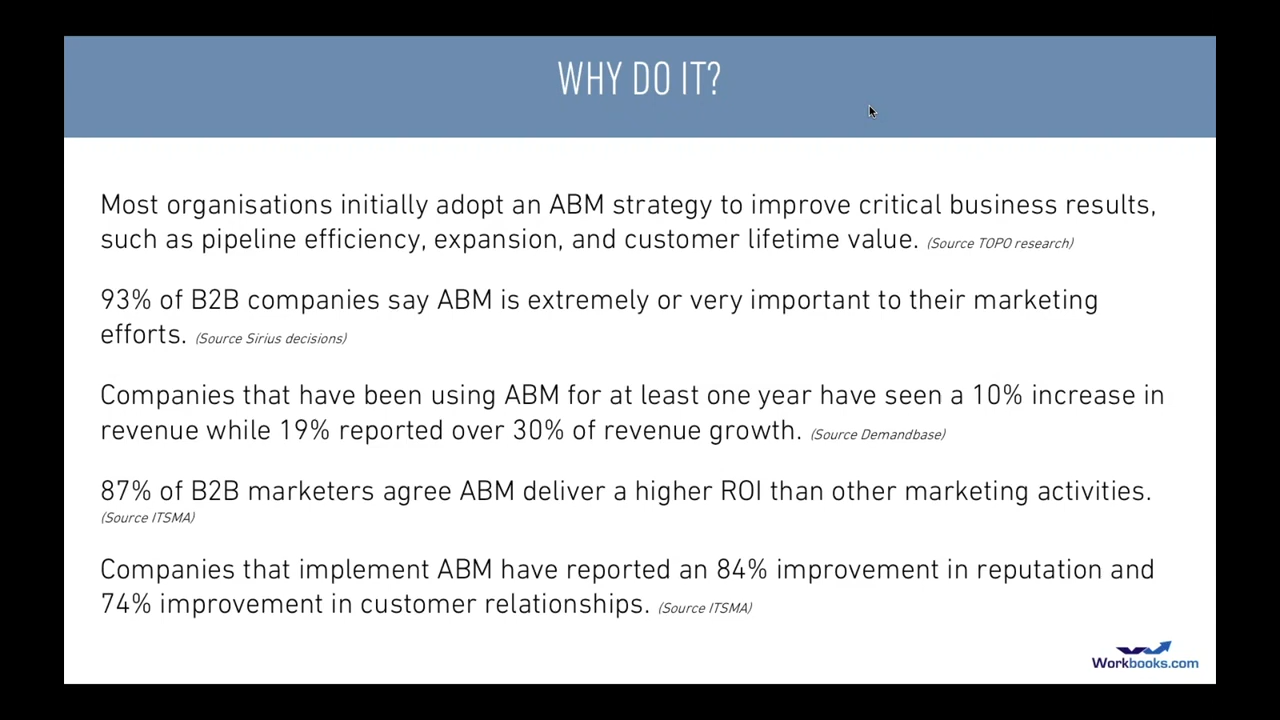 WHY DO IT?
Most organisations initially adopt an ABM strategy to improve critical business results,
such as pipeline efficiency, expansion, and customer lifetime value. (Source TOPO research)
93% of B2B companies say ABM is extremely or very important to their marketing
efforts. (Source Sirius decisions)
Companies that have been using ABM for at least one year have seen a 10% increase in
revenue while 19% reported over 30% of revenue growth. (Source Demandbase)
87% of B2B marketers agree ABM deliver a higher ROI than other marketing activities.
(Source ITSMA)
Companies that implement ABM have reported an 84% improvement in reputation and
74% improvement in customer relationships. (Source ITSMA)
Workbooks.com